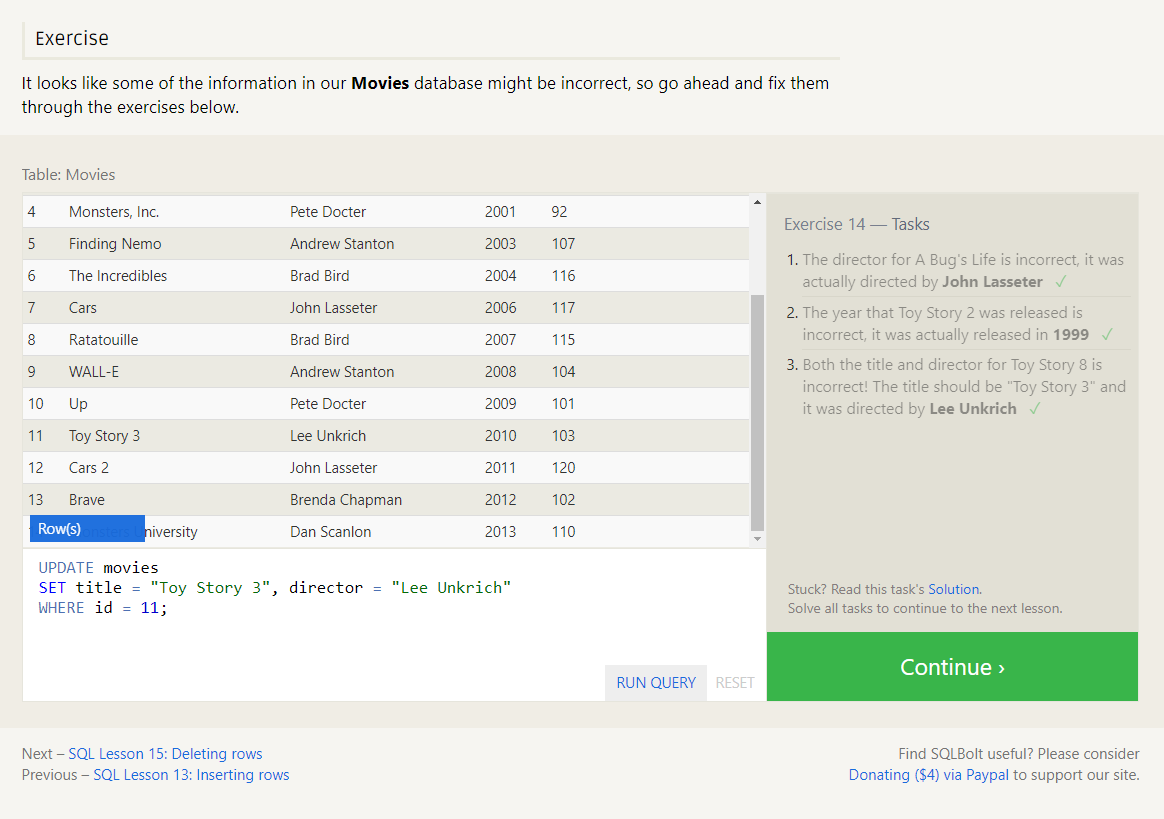 Exercise
It looks like some of the information in our Movies database might be incorrect, so go ahead and fix them
through the exercises below.
Table: Movies
4 Monsters, Inc. Pete Docter 2001 92
5 Finding Nemo Andrew Stanton 2003 107
6 The Incredibles Brad Bird 2004 116
7 Cars John Lasseter 2006 117
8 Ratatouille Brad Bird 2007 115
9 WALL-E Andrew Stanton 2008 104
10 Up Pete Docter 2009 101
11 Toy Story 3 Lee Unkrich 2010 103
12 Cars 2 John Lasseter 2011 120
13 Brave Brenda Chapman 2012 102
Row(s) Monsters University Dan Scanlon 2013 110
UPDATE movies
SET title = "Toy Story 3", director = "Lee Unkrich"
WHERE id = 11;
RUN QUERY RESET
Exercise 14 — Tasks
1. The director for A Bug's Life is incorrect, it was
actually directed by John Lasseter ✓
2. The year that Toy Story 2 was released is
incorrect, it was actually released in 1999 ✓
3. Both the title and director for Toy Story 8 is
incorrect! The title should be "Toy Story 3" and
it was directed by Lee Unkrich ✓
Stuck? Read this task's Solution.
Solve all tasks to continue to the next lesson.
Continue ›
Next – SQL Lesson 15: Deleting rows
Previous – SQL Lesson 13: Inserting rows
Find SQLBolt useful? Please consider
Donating ($4) via Paypal to support our site.